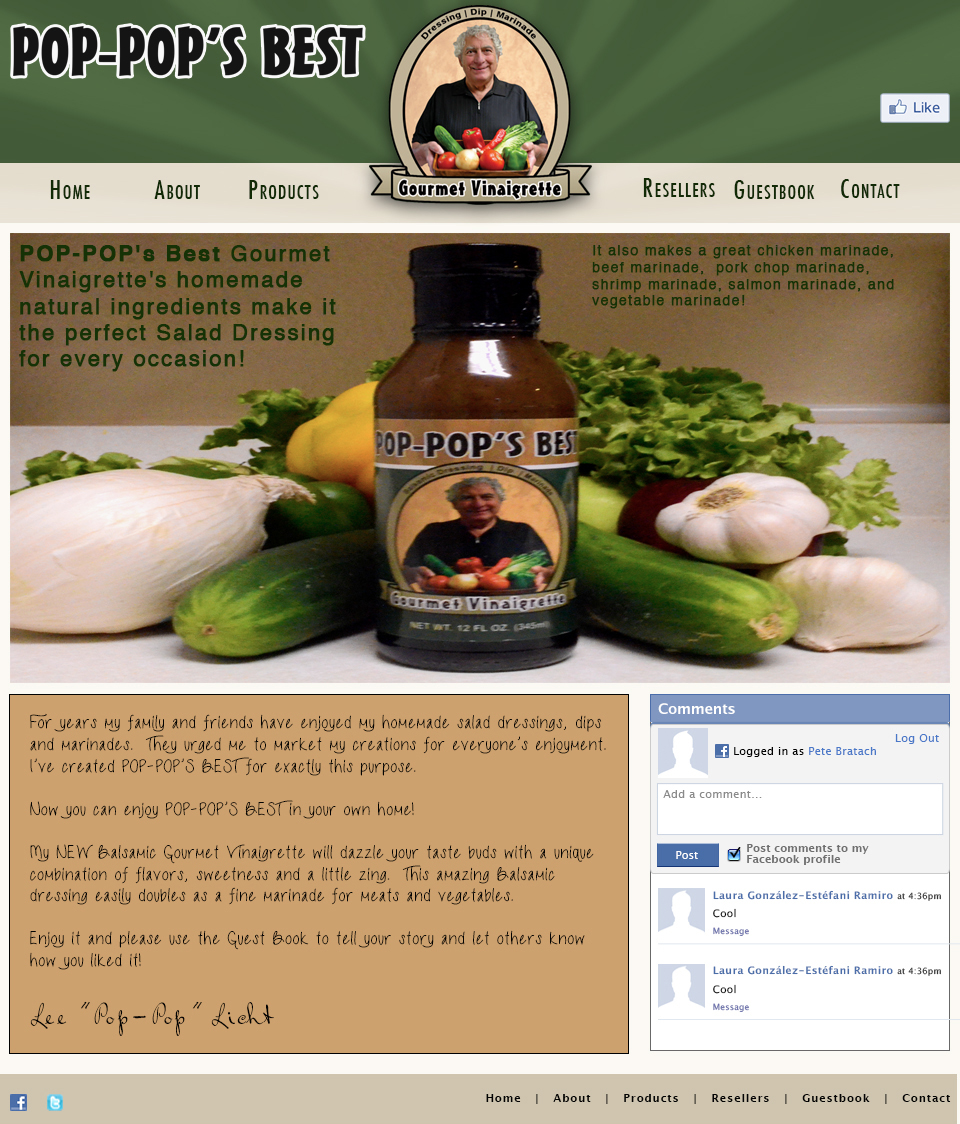 POP-POP'S BEST
Dressing | Dip | Marinade
Gourmet Vinaigrette
Like
Home About Products Resellers Guestbook Contact
POP-POP's Best Gourmet
Vinaigrette's homemade
natural ingredients make it
the perfect Salad Dressing
for every occasion!
It also makes a great chicken marinade,
beef marinade,  pork chop marinade,
shrimp marinade, salmon marinade, and
vegetable marinade!
POP-POP'S BEST
Balsamic Dressing | Dip | Marinade
Gourmet Vinaigrette
NET WT. 12 FL OZ. (345ml)
For years my family and friends have enjoyed my homemade salad dressings, dips
and marinades.  They urged me to market my creations for everyone's enjoyment.
I've created POP-POP'S BEST for exactly this purpose.
Now you can enjoy POP-POP'S BEST in your own home!
My NEW Balsamic Gourmet Vinaigrette will dazzle your taste buds with a unique
combination of flavors, sweetness and a little zing.  This amazing Balsamic
dressing easily doubles as a fine marinade for meats and vegetables.
Enjoy it and please use the Guest Book to tell your story and let others know
how you liked it!
Lee "Pop-Pop" Licht
Comments
Log Out
Logged in as Pete Bratach
Add a comment...
Post
Post comments to my
Facebook profile
Laura González-Estéfani Ramiro at 4:36pm
Cool
Message
Laura González-Estéfani Ramiro at 4:36pm
Cool
Message
Home | About | Products | Resellers | Guestbook | Contact